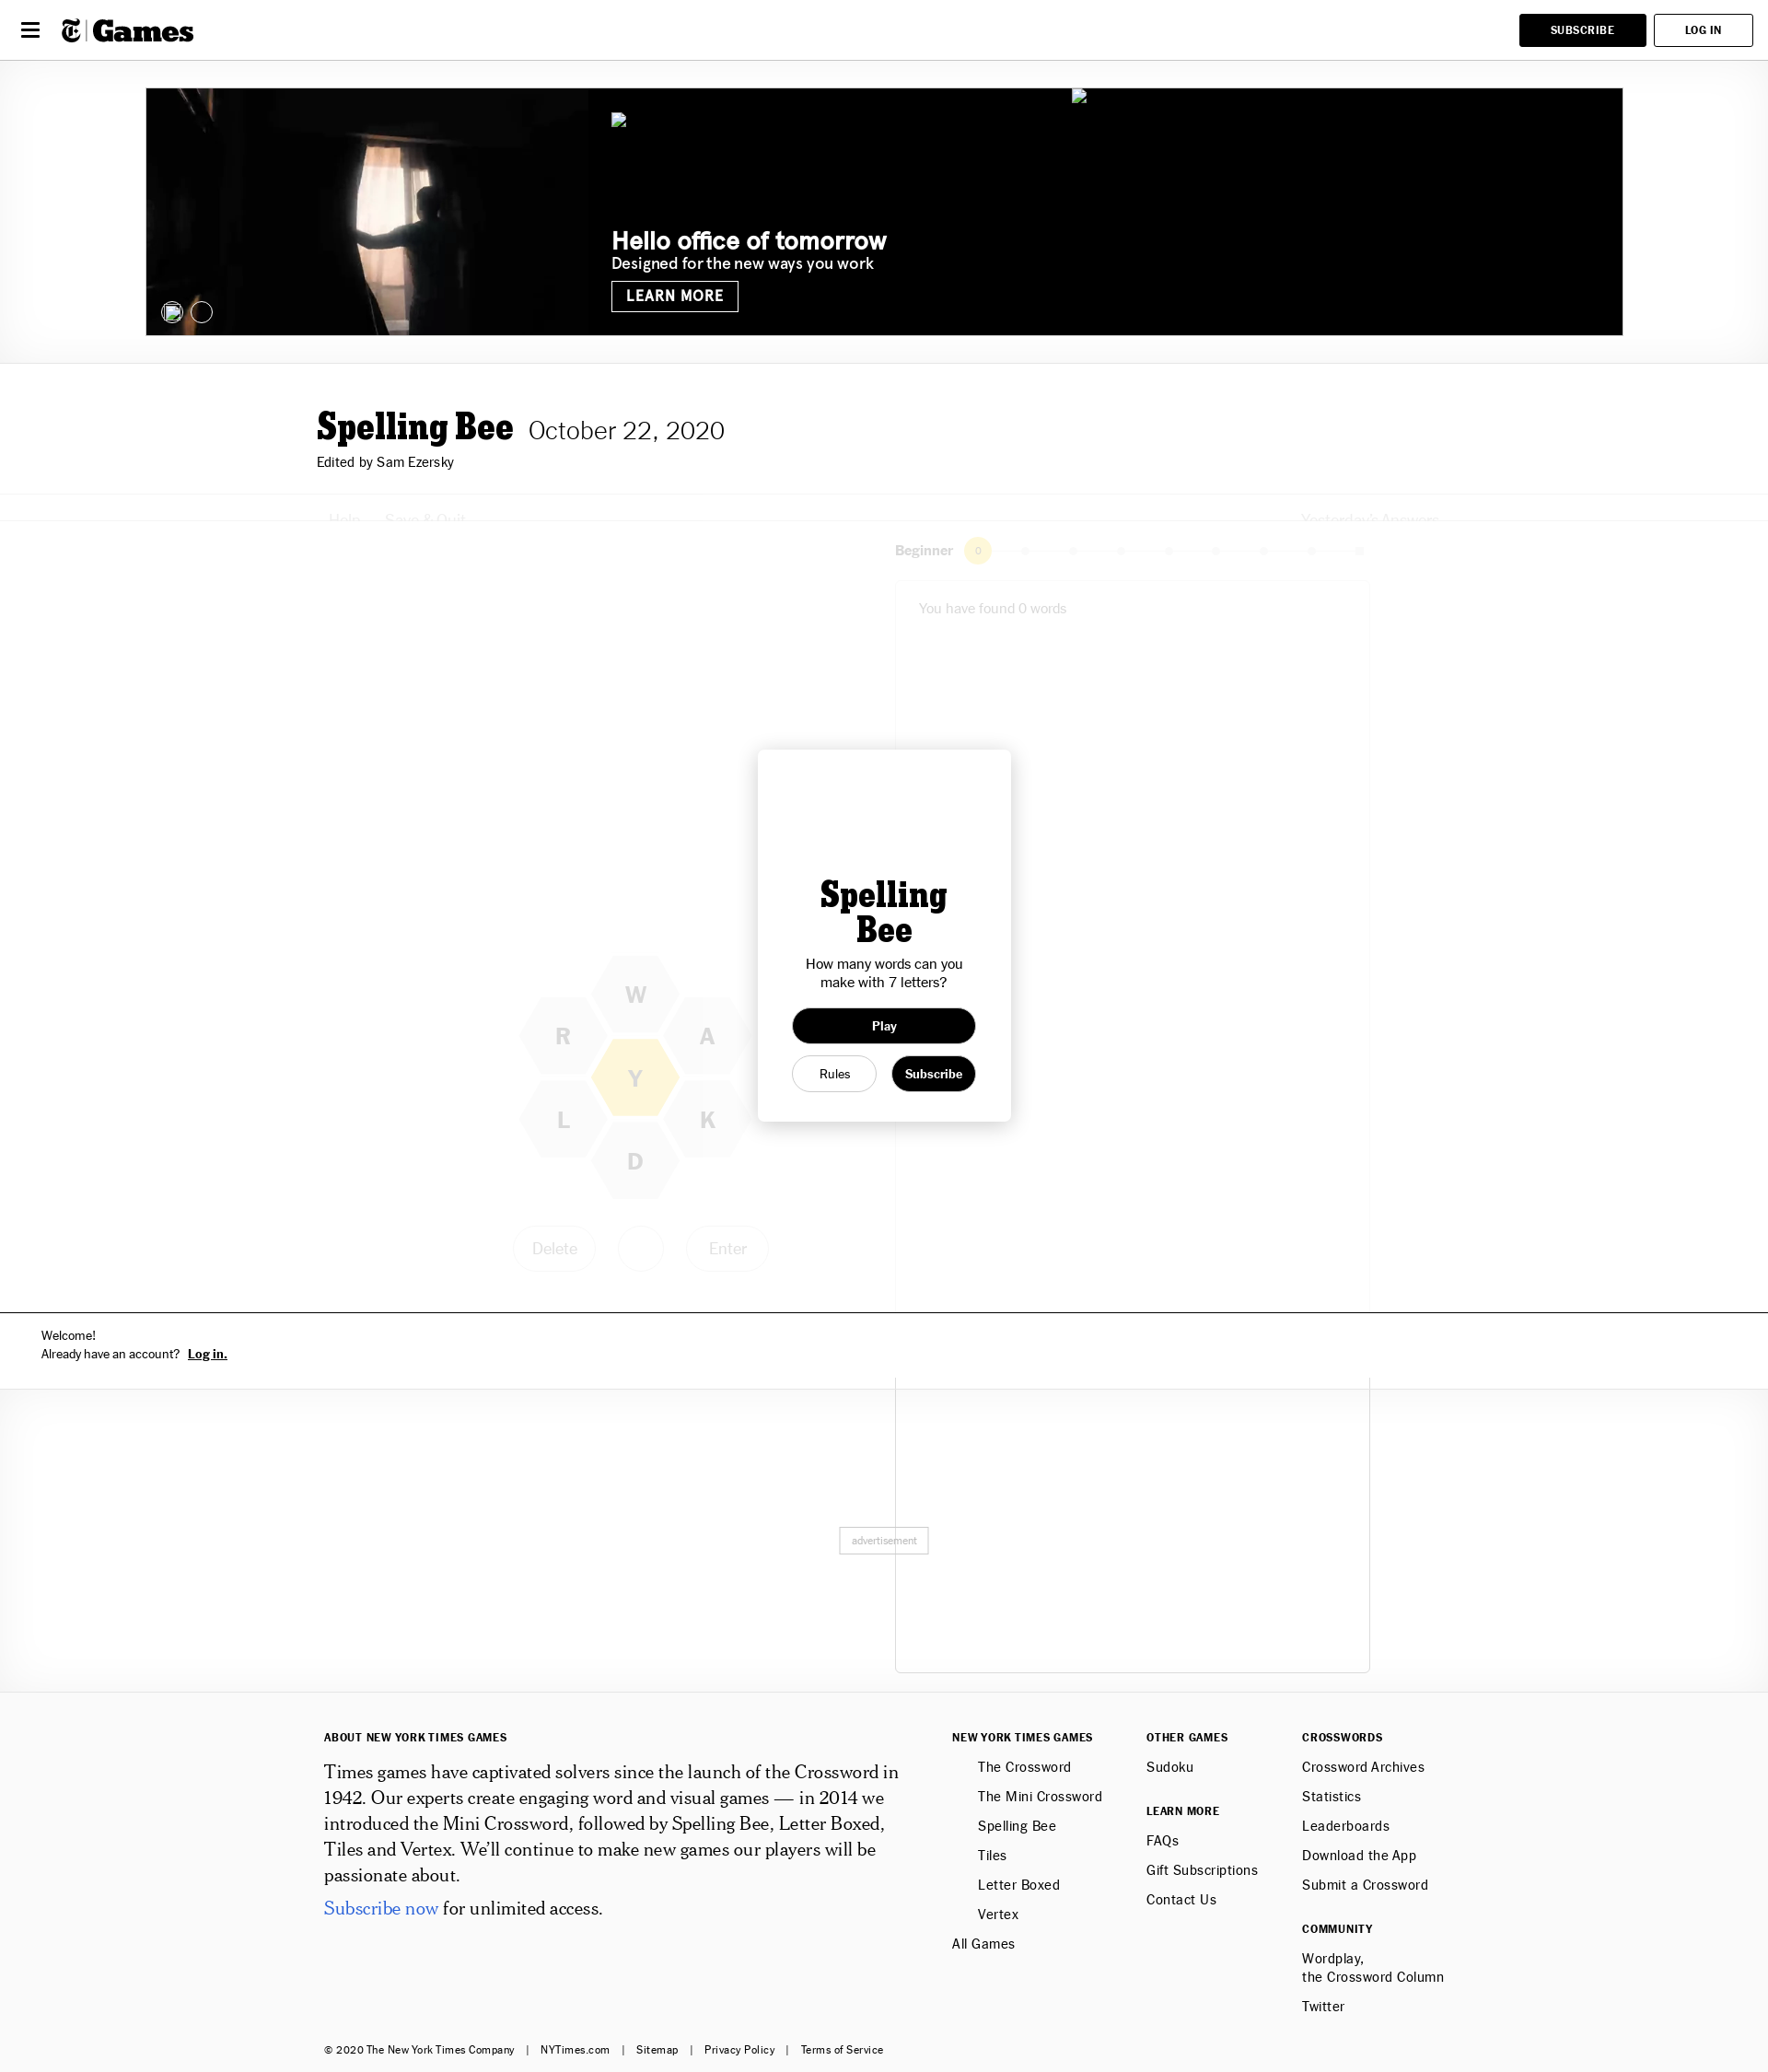 Games
SUBSCRIBE
LOG IN
Hello office of tomorrow
Designed for the new ways you work
LEARN MORE
Spelling Bee October 22, 2020
Edited by Sam Ezersky
Help Save & Quit Yesterday's Answers
Beginner 0
You have found 0 words
Spelling
Bee
How many words can you
make with 7 letters?
Play
Rules Subscribe
W
R A
Y
L K
D
Delete Enter
Welcome!
Already have an account? Log in.
advertisement
ABOUT NEW YORK TIMES GAMES
Times games have captivated solvers since the launch of the Crossword in
1942. Our experts create engaging word and visual games — in 2014 we
introduced the Mini Crossword, followed by Spelling Bee, Letter Boxed,
Tiles and Vertex. We’ll continue to make new games our players will be
passionate about.
Subscribe now for unlimited access.
NEW YORK TIMES GAMES
The Crossword
The Mini Crossword
Spelling Bee
Tiles
Letter Boxed
Vertex
All Games
OTHER GAMES
Sudoku
LEARN MORE
FAQs
Gift Subscriptions
Contact Us
CROSSWORDS
Crossword Archives
Statistics
Leaderboards
Download the App
Submit a Crossword
COMMUNITY
Wordplay,
the Crossword Column
Twitter
© 2020 The New York Times Company | NYTimes.com | Sitemap | Privacy Policy | Terms of Service